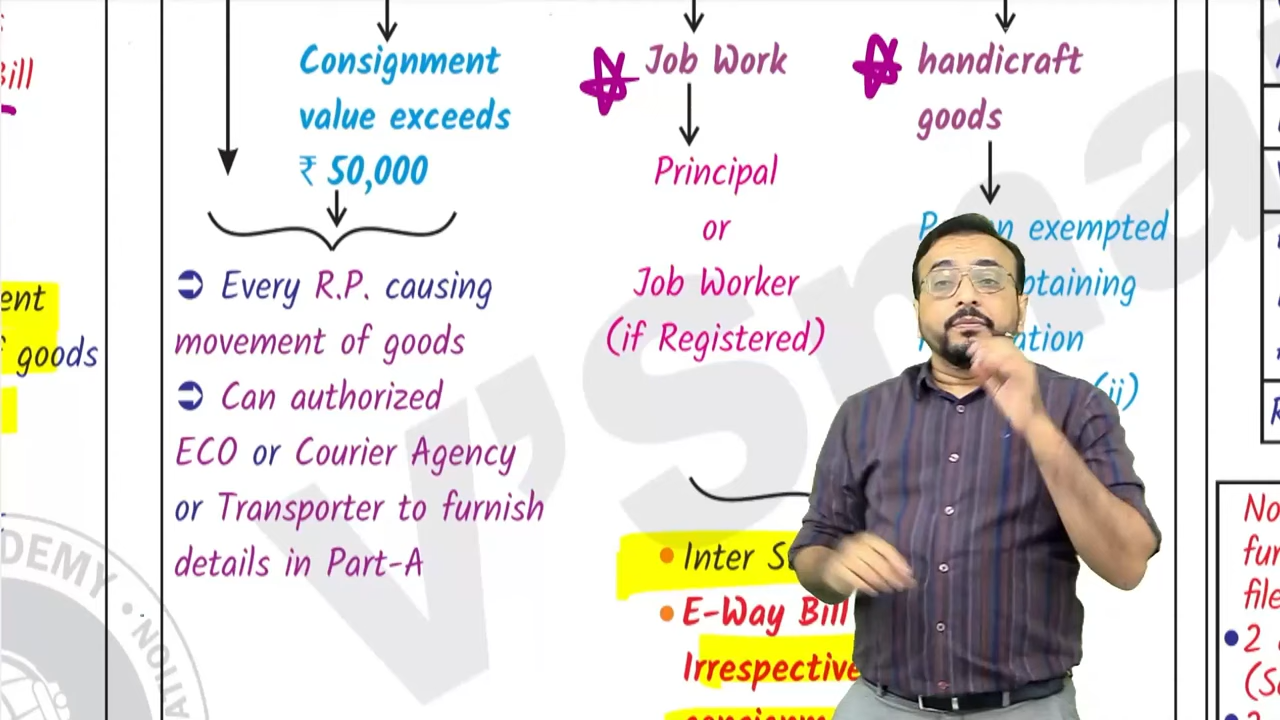 Bill
ent
goods
Consignment
value exceeds
₹ 50,000
➲ Every R.P. causing
movement of goods
➲ Can authorized
ECO or Courier Agency
or Transporter to furnish
details in Part-A
Job Work
Principal
or
Job Worker
(if Registered)
handicraft
goods
exempted
(ii)
• Inter
• E-Way Bill
Irrespective
No
fur
file
• 2
V'Sma
DEMY •